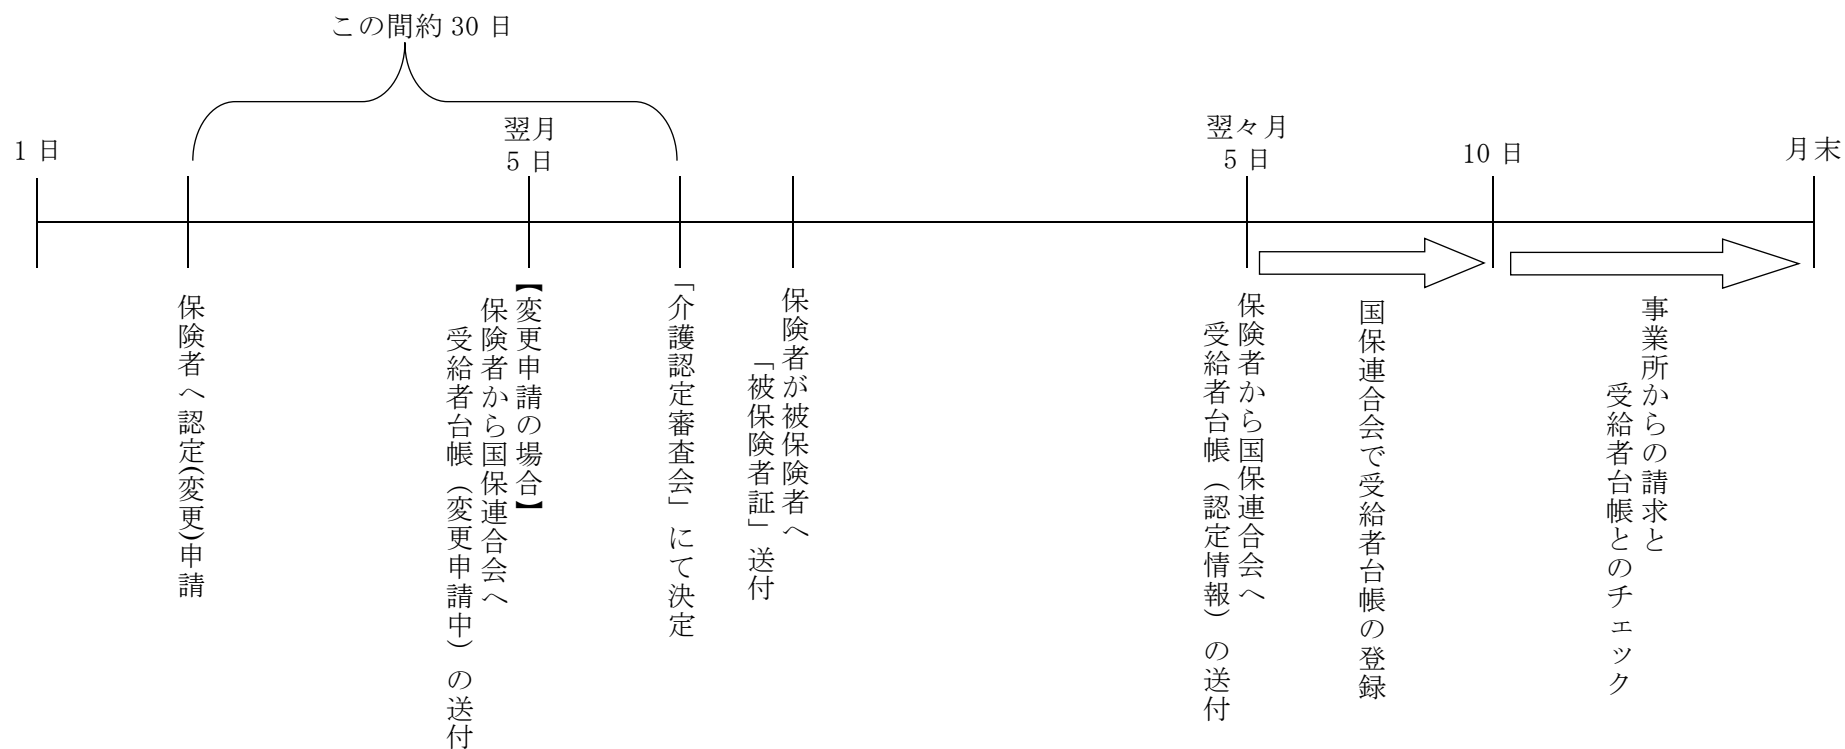 この間約 30 日
1 日
翌月
5 日
翌々月
5 日
10 日
月末
保険者へ認定(変更)申請
【変更申請の場合】
保険者から国保連合会へ
受給者台帳（変更申請中）の送付
「介護認定審査会」にて決定
保険者が被保険者へ
「被保険者証」送付
保険者から国保連合会へ
受給者台帳（認定情報）の送付
国保連合会で受給者台帳の登録
事業所からの請求と
受給者台帳とのチェック